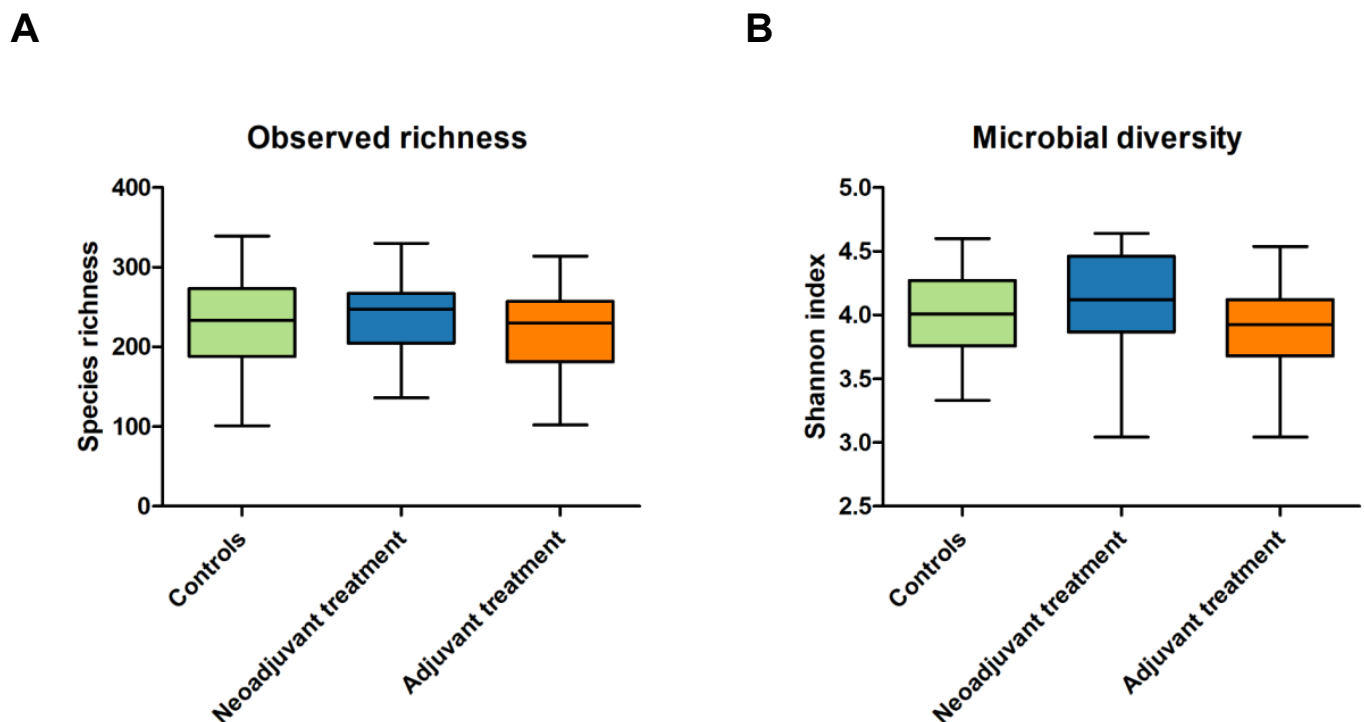 A
Observed richness
Species richness
400
300
200
100
0
Controls
Neoadjuvant treatment
Adjuvant treatment
B
Microbial diversity
Shannon index
5.0
4.5
4.0
3.5
3.0
2.5
Controls
Neoadjuvant treatment
Adjuvant treatment